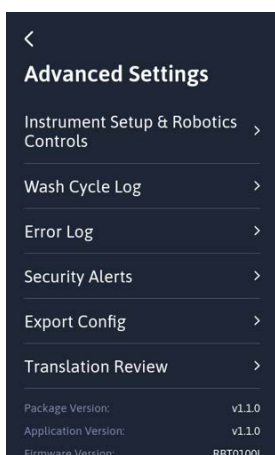 Advanced Settings
Instrument Setup & Robotics
Controls
Wash Cycle Log
Error Log
Security Alerts
Export Config
Translation Review
Package Version: v1.1.0
Application Version: v1.1.0
Firmware Version: